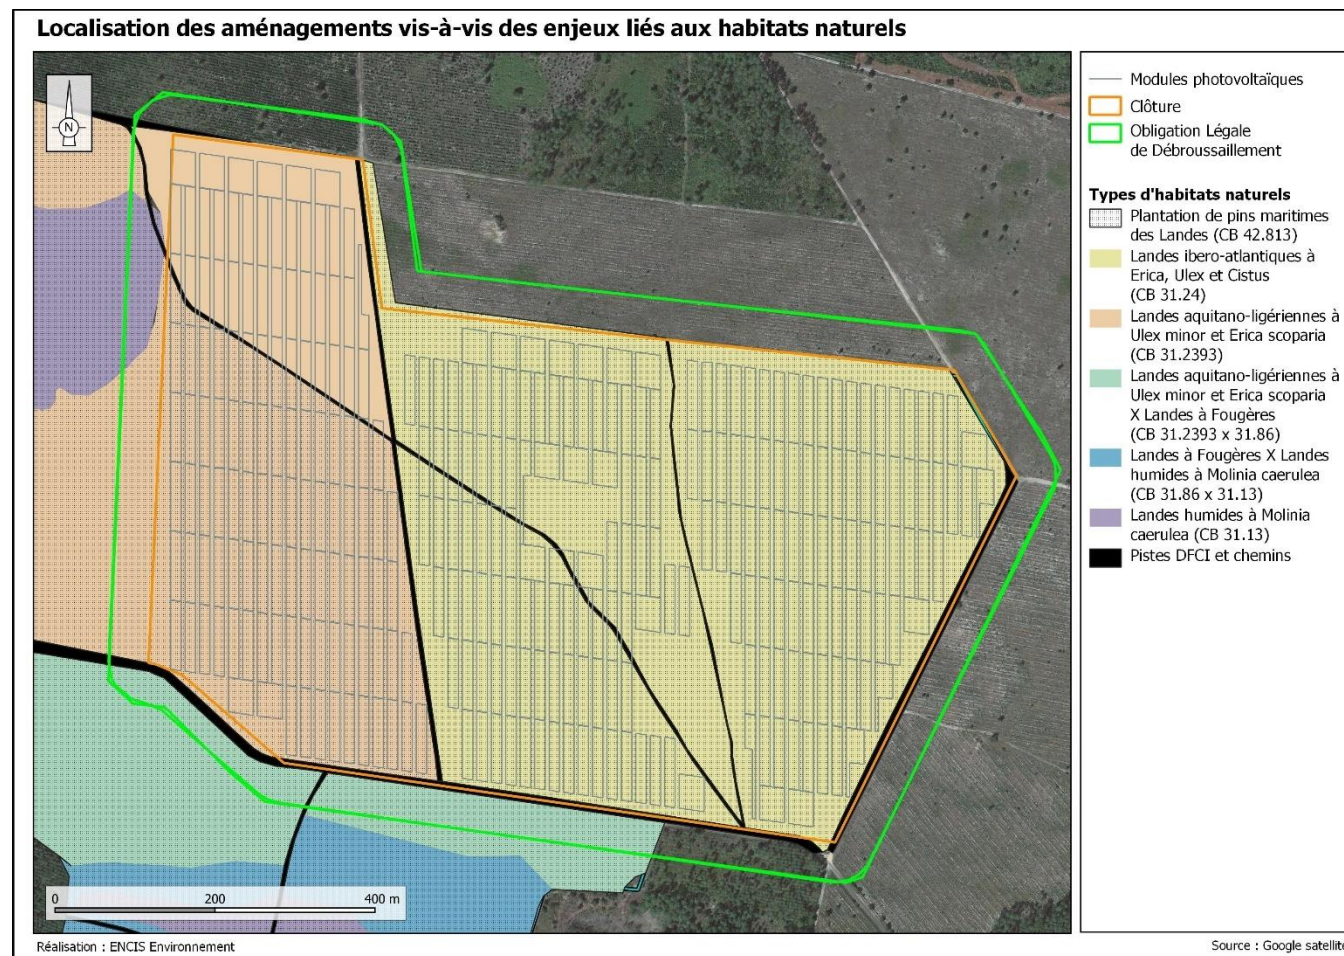 Localisation des aménagements vis-à-vis des enjeux liés aux habitats naturels
N
Modules photovoltaïques
Clôture
Obligation Légale
de Débroussaillement
Types d'habitats naturels
Plantation de pins maritimes
des Landes (CB 42.813)
Landes ibero-atlantiques à
Erica, Ulex et Cistus
(CB 31.24)
Landes aquitano-ligériennes à
Ulex minor et Erica scoparia
(CB 31.2393)
Landes aquitano-ligériennes à
Ulex minor et Erica scoparia
X Landes à Fougères
(CB 31.2393 x 31.86)
Landes à Fougères X Landes
humides à Molinia caerulea
(CB 31.86 x 31.13)
Landes humides à Molinia
caerulea (CB 31.13)
Pistes DFCI et chemins
0 200 400 m
Réalisation : ENCIS Environnement
Source : Google satellite